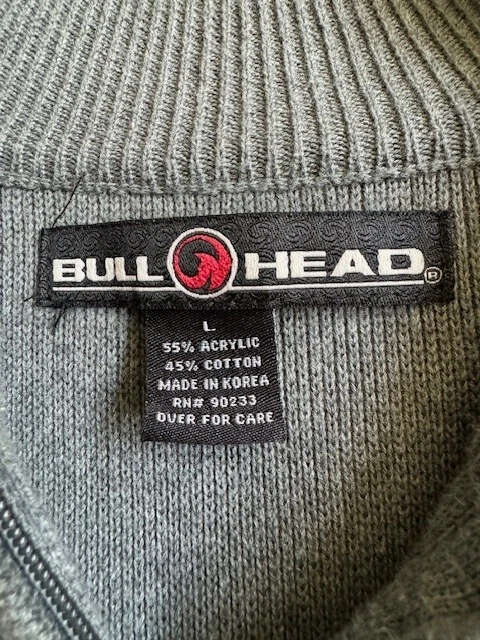 BULL HEAD ®
L
55% ACRYLIC
45% COTTON
MADE IN KOREA
RN# 90233
OVER FOR CARE